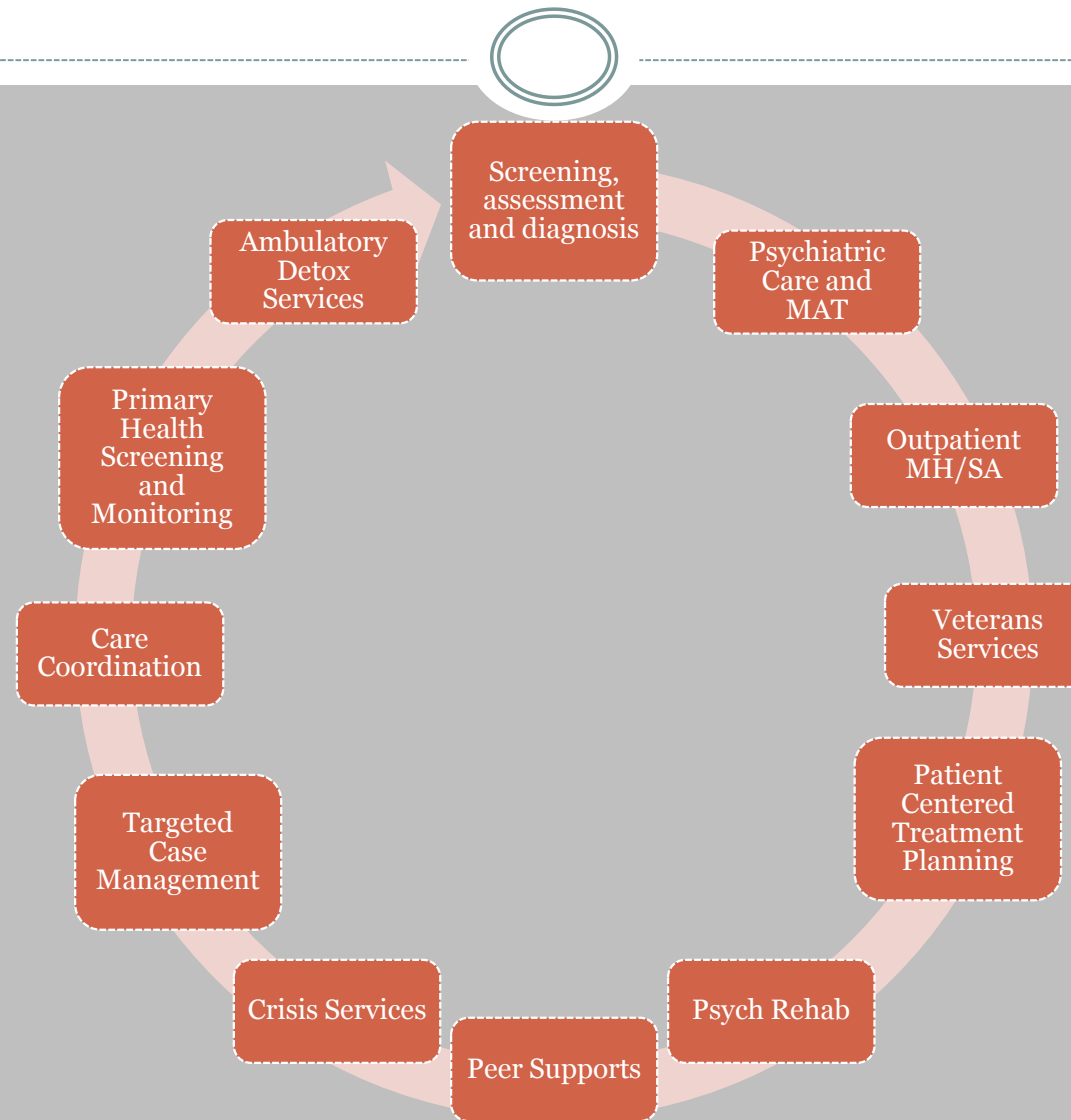 Screening,
assessment
and diagnosis
Psychiatric
Care and
MAT
Outpatient
MH/SA
Veterans
Services
Patient
Centered
Treatment
Planning
Psych Rehab
Peer Supports
Crisis Services
Targeted
Case
Management
Care
Coordination
Primary
Health
Screening
and
Monitoring
Ambulatory
Detox
Services